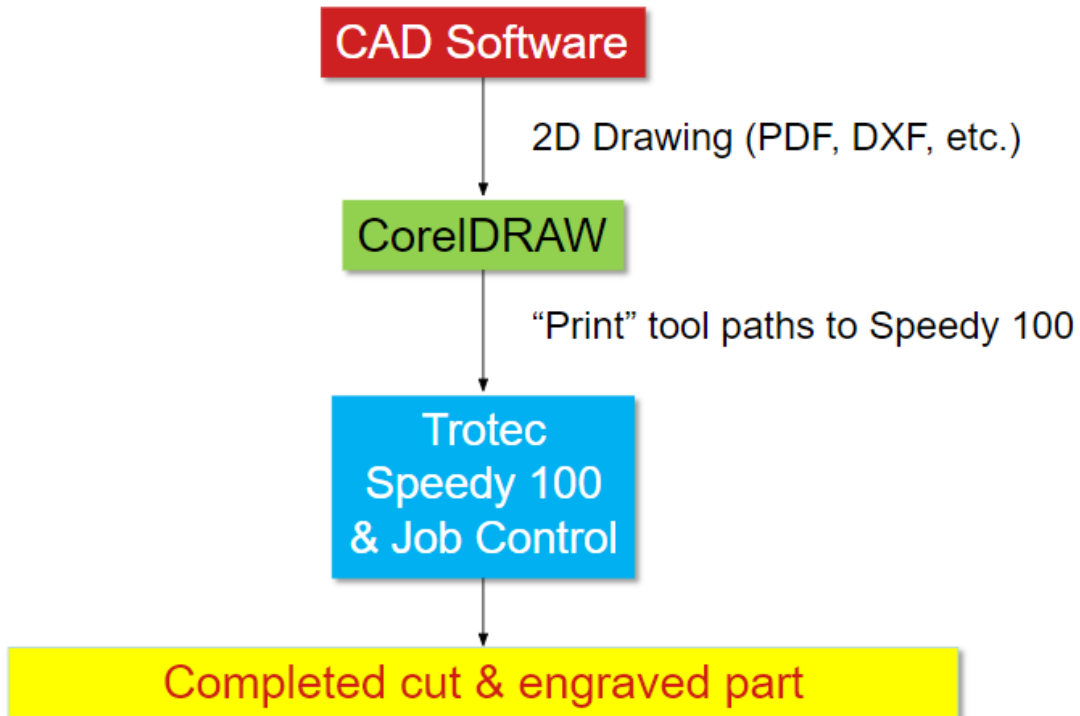 CAD Software
2D Drawing (PDF, DXF, etc.)
CorelDRAW
“Print” tool paths to Speedy 100
Trotec
Speedy 100
& Job Control
Completed cut & engraved part